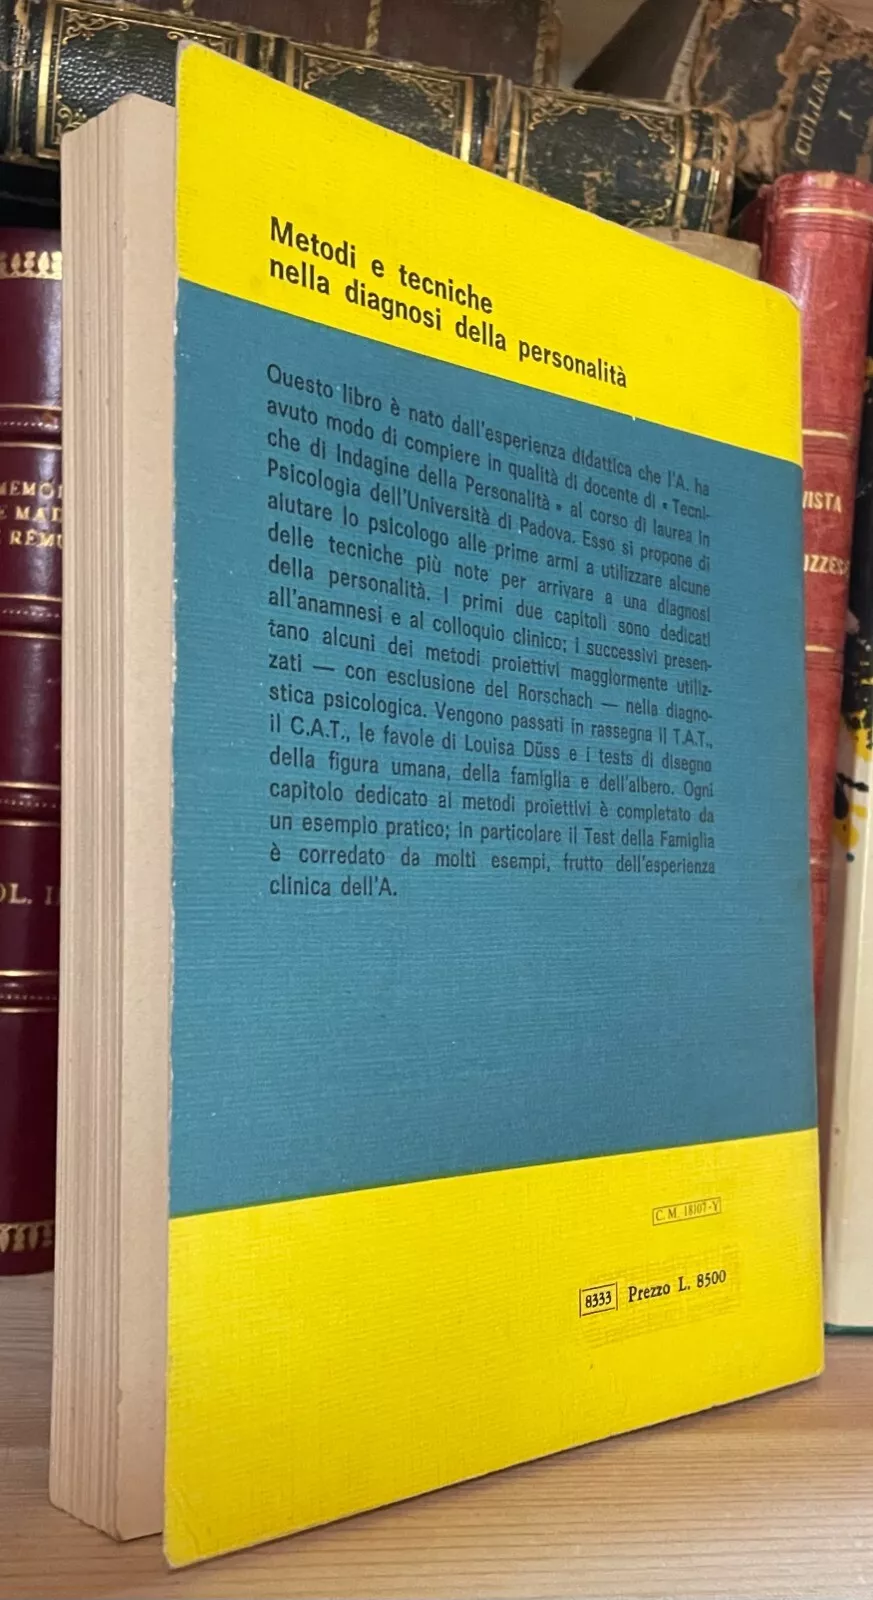 Metodi e tecniche
nella diagnosi della personalità
Questo libro è nato dall'esperienza didattica che l'A. ha
avuto modo di compiere in qualità di docente di « Tecni-
che di Indagine della Personalità » al corso di laurea in
Psicologia dell'Università di Padova. Esso si propone di
aiutare lo psicologo alle prime armi a utilizzare alcune
delle tecniche più note per arrivare a una diagnosi
della personalità. I primi due capitoli sono dedicati
all'anamnesi e al colloquio clinico; i successivi presen-
tano alcuni dei metodi proiettivi maggiormente utiliz-
zati — con esclusione del Rorschach — nella diagno-
stica psicologica. Vengono passati in rassegna il T.A.T.,
il C.A.T., le favole di Louisa Düss e i tests di disegno
della figura umana, della famiglia e dell'albero. Ogni
capitolo dedicato ai metodi proiettivi è completato da
un esempio pratico; in particolare il Test della Famiglia
è corredato da molti esempi, frutto dell'esperienza
clinica dell'A.
C. M. 18107-Y
8333 Prezzo L. 8500
CULLEN
1